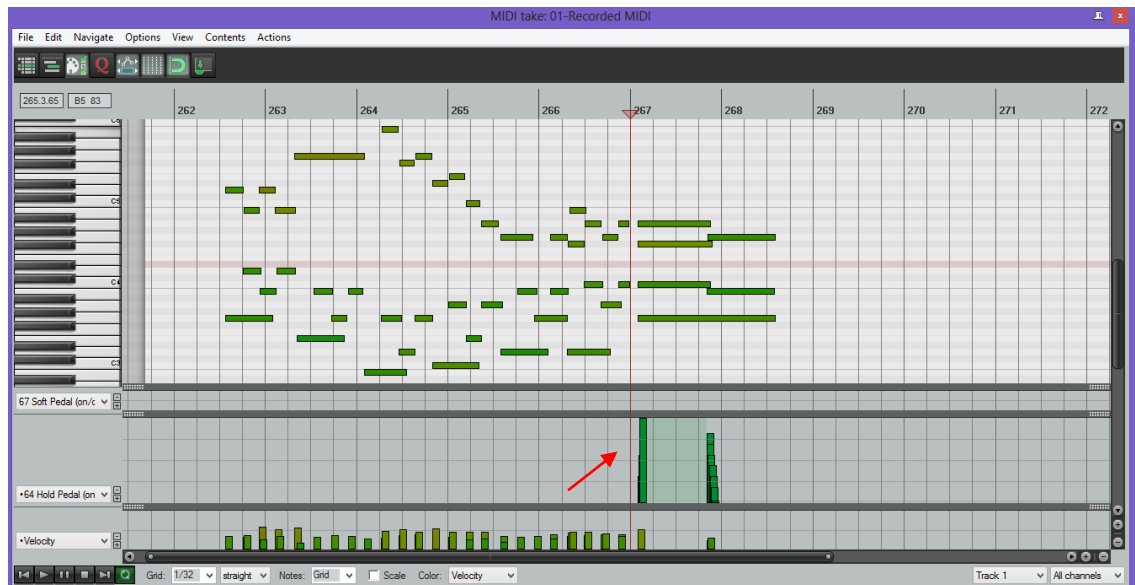 MIDI take: 01-Recorded MIDI
File Edit Navigate Options View Contents Actions
Q
265.3.65 B5 83
262 263 264 265 266 267 268 269 270 271 272
C5
C4
C3
67 Soft Pedal (on/c
•64 Hold Pedal (on
•Velocity
Grid: 1/32 straight Notes: Grid Scale Color: Velocity Track 1 All channels